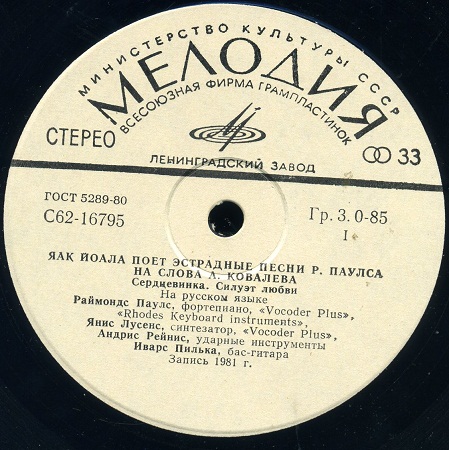 МИНИСТЕРСТВО КУЛЬТУРЫ СССР
МЕЛОДИЯ
ВСЕСОЮЗНАЯ ФИРМА ГРАМПЛАСТИНОК
СТЕРЕО
33
ЛЕНИНГРАДСКИЙ ЗАВОД
ГОСТ 5289-80
С62-16795
Гр. 3. 0-85
I
ЯАК ЙОАЛА ПОЕТ ЭСТРАДНЫЕ ПЕСНИ Р. ПАУЛСА
НА СЛОВА А. КОВАЛЕВА
Сердцевинка. Силуэт любви
На русском языке
Раймондс Паулс, фортепиано, «Vocoder Plus»,
«Rhodes Keyboard instruments»,
Янис Лусенс, синтезатор, «Vocoder Plus»,
Андрис Рейнис, ударные инструменты
Иварс Пилька, бас-гитара
Запись 1981 г.